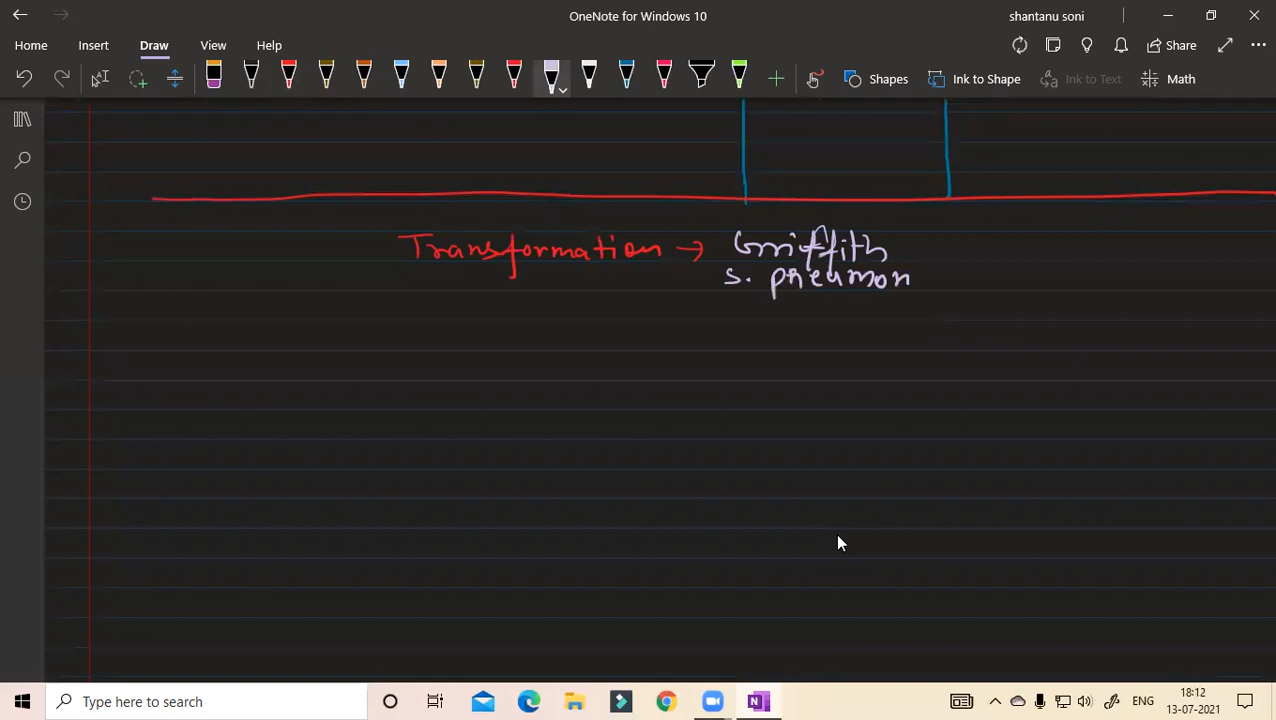 OneNote for Windows 10
shantanu soni
Home Insert Draw View Help
Share
Shapes Ink to Shape Ink to Text Math
Transformation → Griffith
S. pneumon
Type here to search
ENG
18:12
13-07-2021